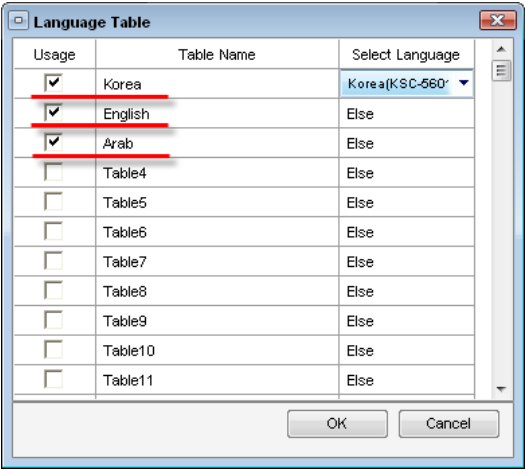 Language Table
Usage Table Name Select Language
Korea Korea(KSC-560
English Else
Arab Else
Table4 Else
Table5 Else
Table6 Else
Table7 Else
Table8 Else
Table9 Else
Table10 Else
Table11 Else
OK Cancel